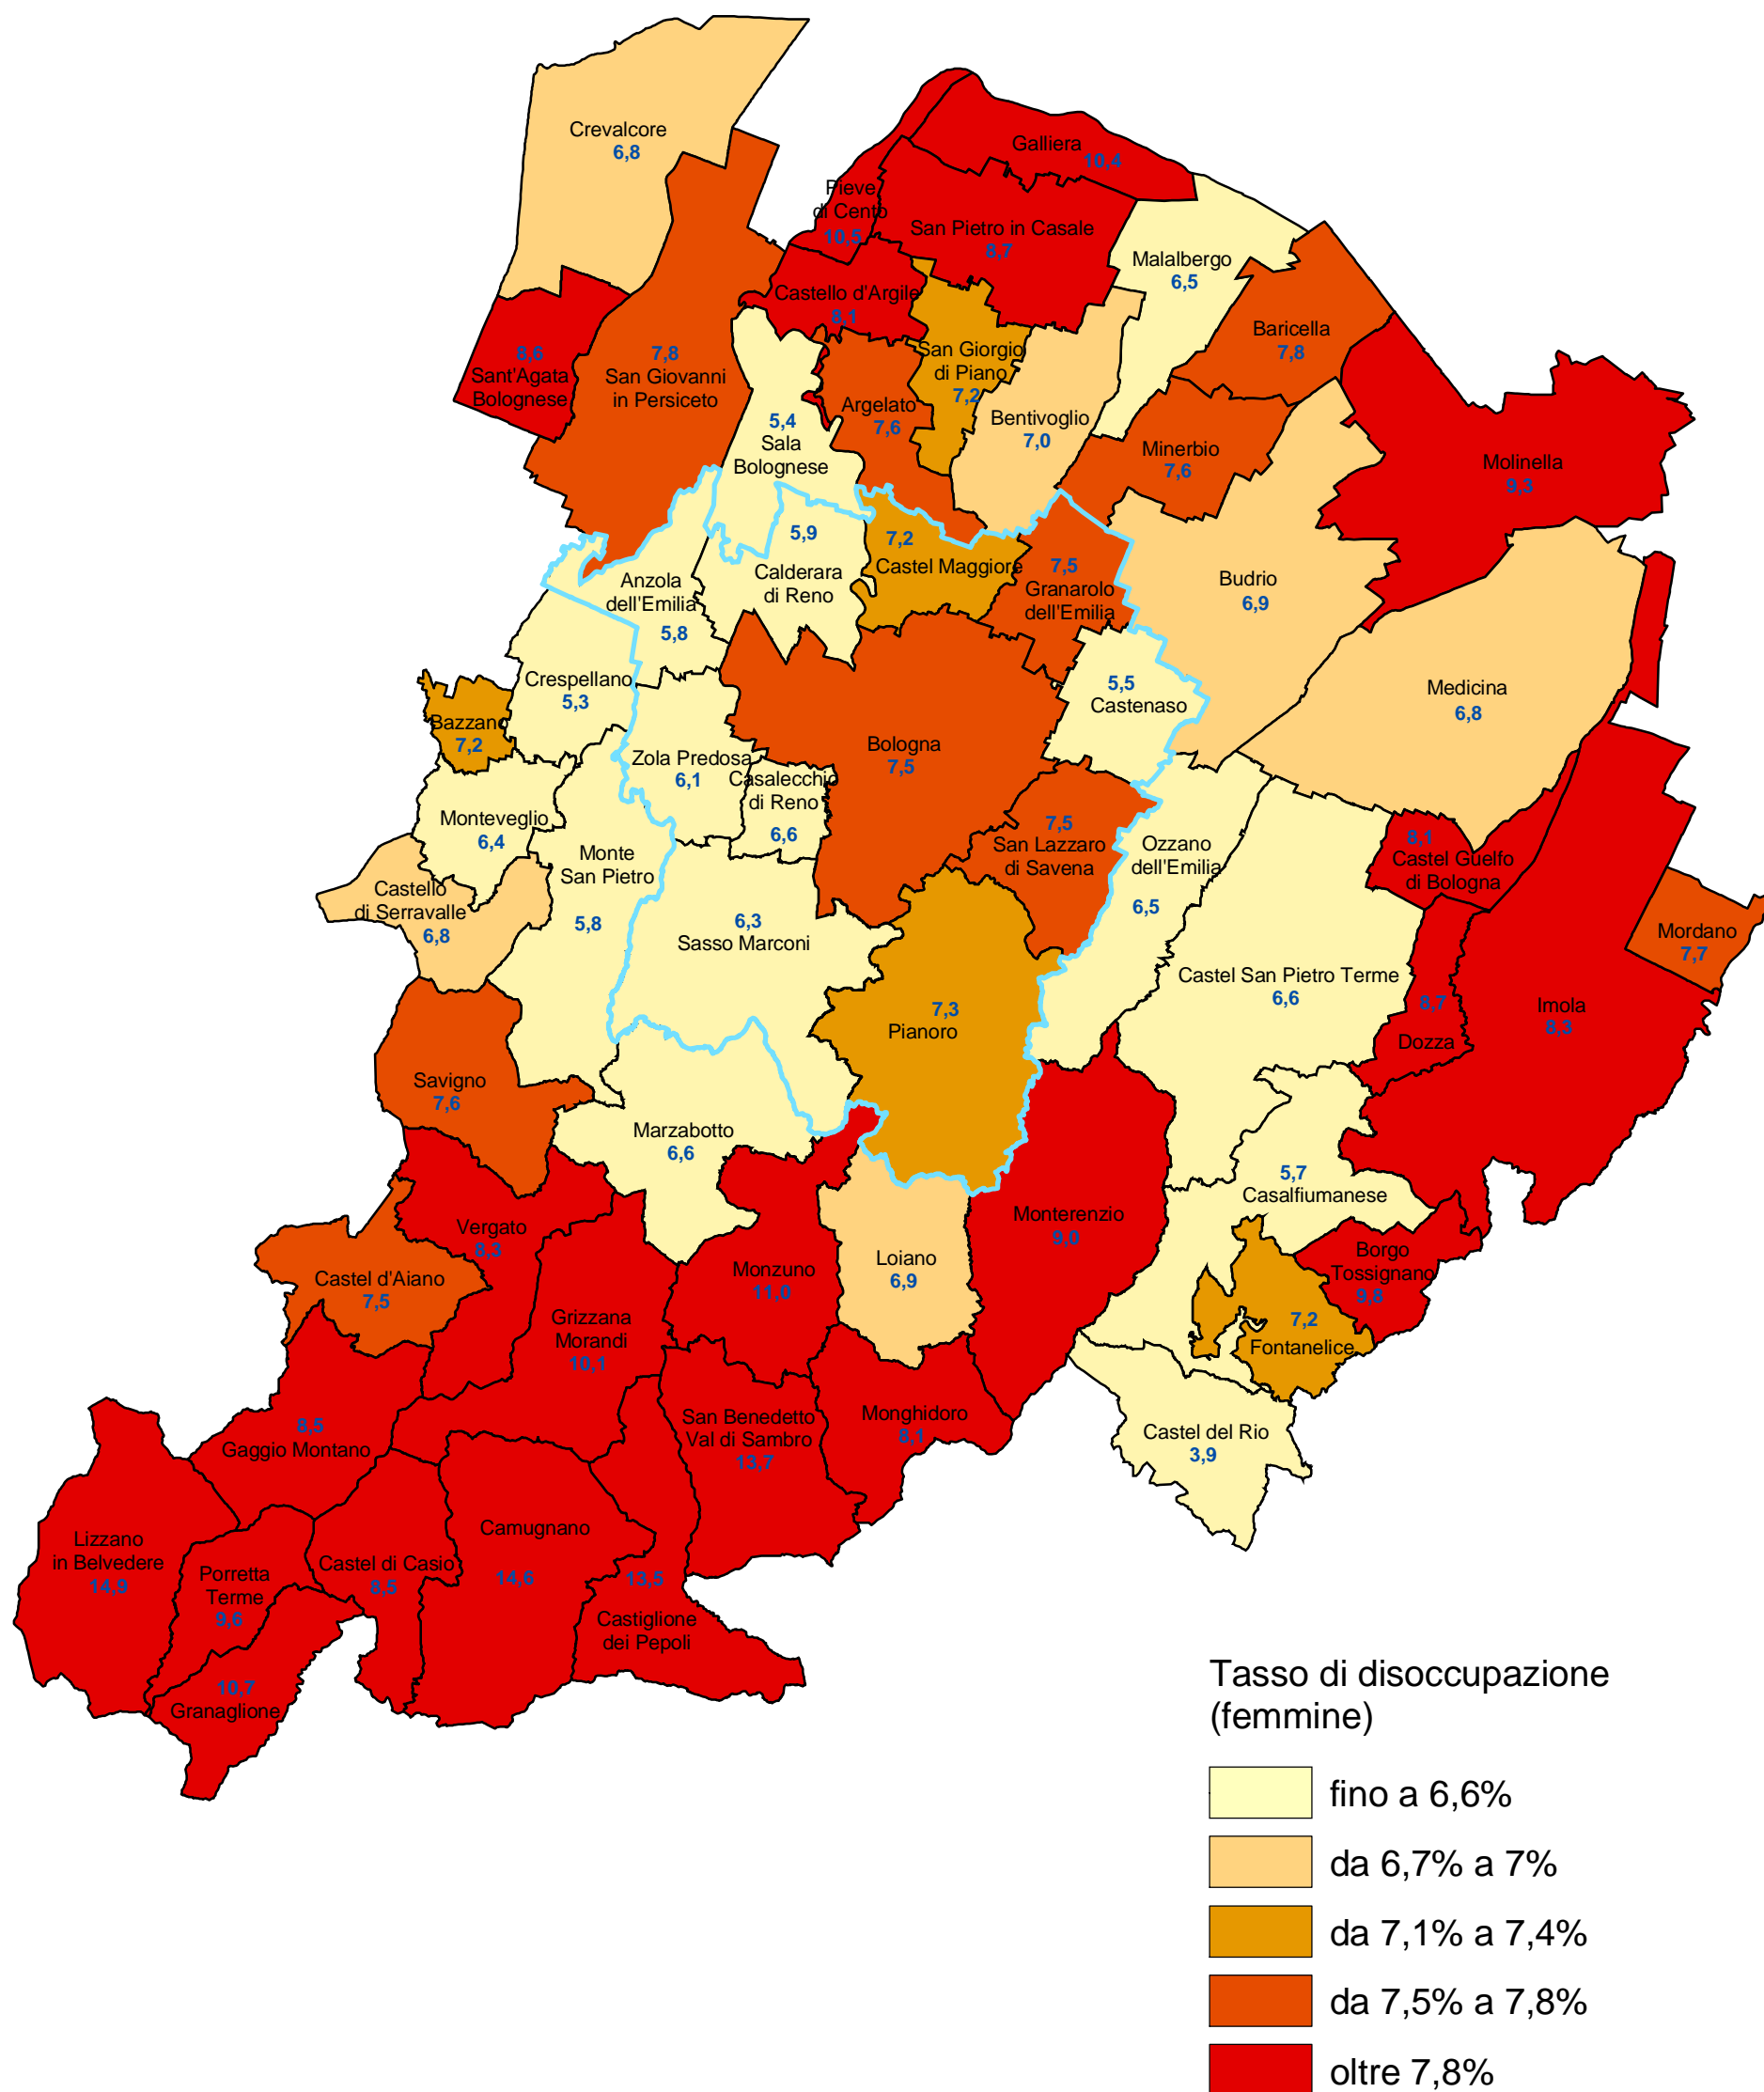 Crevalcore
6,8
Galliera
10,4
Pieve
di Cento
10,5
San Pietro in Casale
8,7
Malalbergo
6,5
Castello d'Argile
8,1
Baricella
7,8
8,6
Sant'Agata
Bolognese
7,8
San Giovanni
in Persiceto
San Giorgio
di Piano
7,2
Argelato
7,6
5,4
Sala
Bolognese
Bentivoglio
7,0
Minerbio
7,6
Molinella
9,3
5,9
Calderara
di Reno
7,2
Castel Maggiore
7,5
Granarolo
dell'Emilia
Budrio
6,9
Anzola
dell'Emilia
5,8
Crespellano
5,3
5,5
Castenaso
Medicina
6,8
Bazzano
7,2
Bologna
7,5
Zola Predosa
6,1
Casalecchio
di Reno
6,6
Monteveglio
6,4
Monte
San Pietro
5,8
7,5
San Lazzaro
di Savena
Ozzano
dell'Emilia
6,5
8,1
Castel Guelfo
di Bologna
Castello
di Serravalle
6,8
6,3
Sasso Marconi
Mordano
7,7
Castel San Pietro Terme
6,6
8,7
Dozza
Imola
8,3
7,3
Pianoro
Savigno
7,6
Marzabotto
6,6
5,7
Casalfiumanese
Vergato
8,3
Monterenzio
9,0
Castel d'Aiano
7,5
Monzuno
11,0
Loiano
6,9
Borgo
Tossignano
9,8
Grizzana
Morandi
10,1
7,2
Fontanelice
8,5
Gaggio Montano
San Benedetto
Val di Sambro
13,7
Monghidoro
8,1
Castel del Rio
3,9
Lizzano
in Belvedere
14,9
Porretta
Terme
9,6
Castel di Casio
8,5
Camugnano
14,6
13,5
Castiglione
dei Pepoli
10,7
Granaglione
Tasso di disoccupazione
(femmine)
fino a 6,6%
da 6,7% a 7%
da 7,1% a 7,4%
da 7,5% a 7,8%
oltre 7,8%